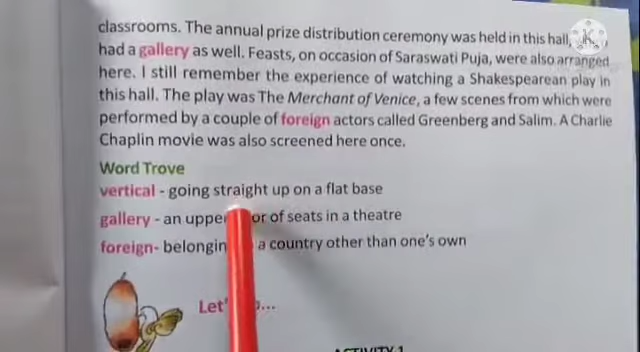 classrooms. The annual prize distribution ceremony was held in this hall,
had a gallery as well. Feasts, on occasion of Saraswati Puja, were also arranged
here. I still remember the experience of watching a Shakespearean play in
this hall. The play was The Merchant of Venice, a few scenes from which were
performed by a couple of foreign actors called Greenberg and Salim. A Charlie
Chaplin movie was also screened here once.
Word Trove
vertical - going straight up on a flat base
gallery - an upper of seats in a theatre
foreign- a country other than one's own
ACTIVITY 1